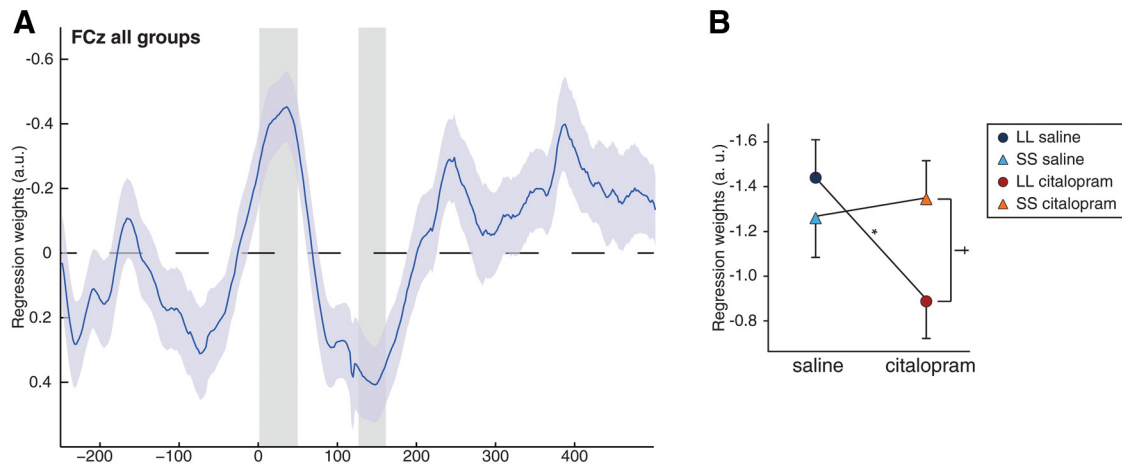 A
FCz all groups
Regression weights (a.u.)
-0.6
-0.4
-0.2
0
0.2
0.4
−200
−100
0
100
200
300
400
B
Regression weights (a. u.)
-1.6
-1.4
-1.2
-1.0
-0.8
*
+
saline
citalopram
LL saline
SS saline
LL citalopram
SS citalopram